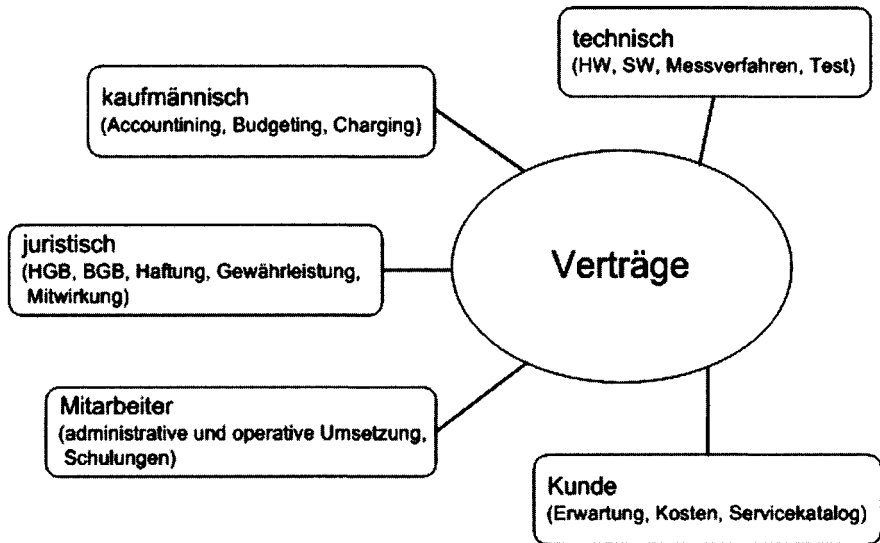 technisch
(HW, SW, Messverfahren, Test)
kaufmännisch
(Accountining, Budgeting, Charging)
juristisch
(HGB, BGB, Haftung, Gewährleistung,
Mitwirkung)
Verträge
Mitarbeiter
(administrative und operative Umsetzung,
Schulungen)
Kunde
(Erwartung, Kosten, Servicekatalog)